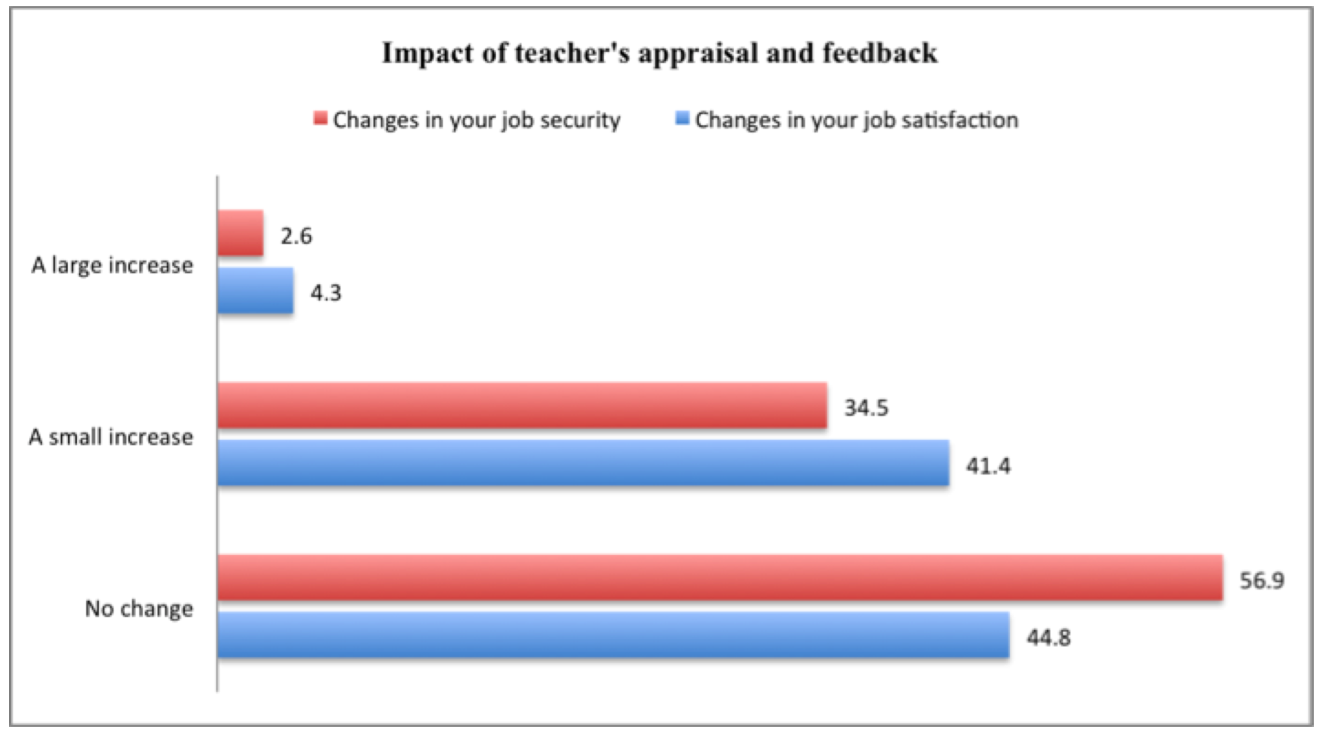 Impact of teacher's appraisal and feedback
Changes in your job security
Changes in your job satisfaction
A large increase
2.6
4.3
A small increase
34.5
41.4
No change
56.9
44.8